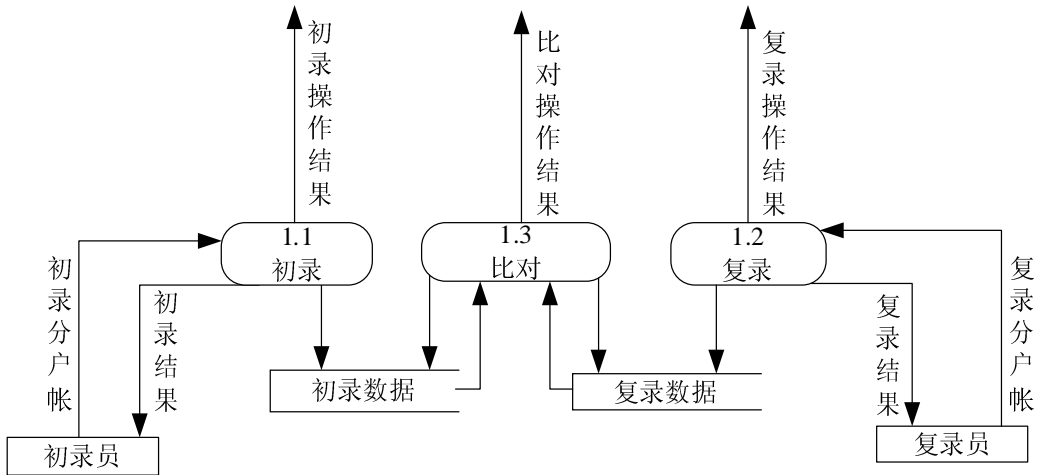 初录操作结果
比对操作结果
复录操作结果
1.1
初录
1.3
比对
1.2
复录
初录分户帐
初录结果
复录结果
复录分户帐
初录数据
复录数据
初录员
复录员